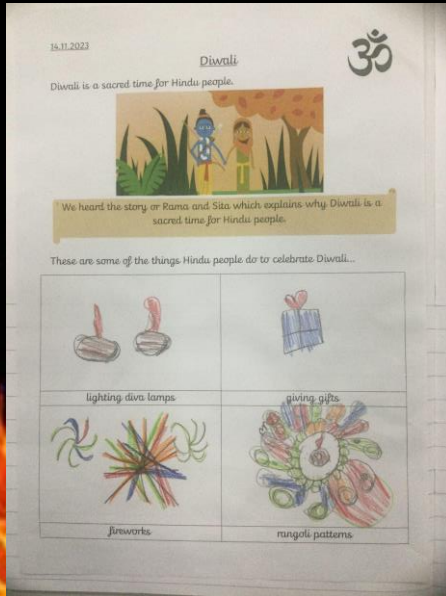 14.11.2023
ॐ
Diwali
Diwali is a sacred time for Hindu people.
We heard the story or Rama and Sita which explains why Diwali is a
sacred time for Hindu people.
These are some of the things Hindu people do to celebrate Diwali...
lighting diva lamps
giving gifts
fireworks
rangoli patterns